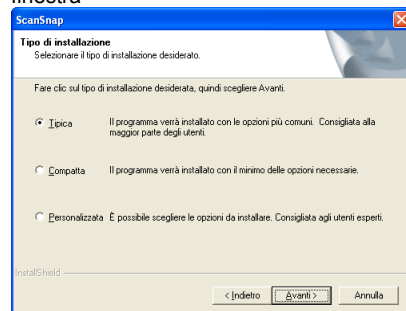 finestra
ScanSnap
Tipo di installazione
Selezionare il tipo di installazione desiderato.
Fare clic sul tipo di installazione desiderata, quindi scegliere Avanti.
Tipica Il programma verrà installato con le opzioni più comuni. Consigliata alla
maggior parte degli utenti.
Compatta Il programma verrà installato con il minimo delle opzioni necessarie.
Personalizzata È possibile scegliere le opzioni da installare. Consigliata agli utenti esperti.
InstallShield
< Indietro Avanti > Annulla